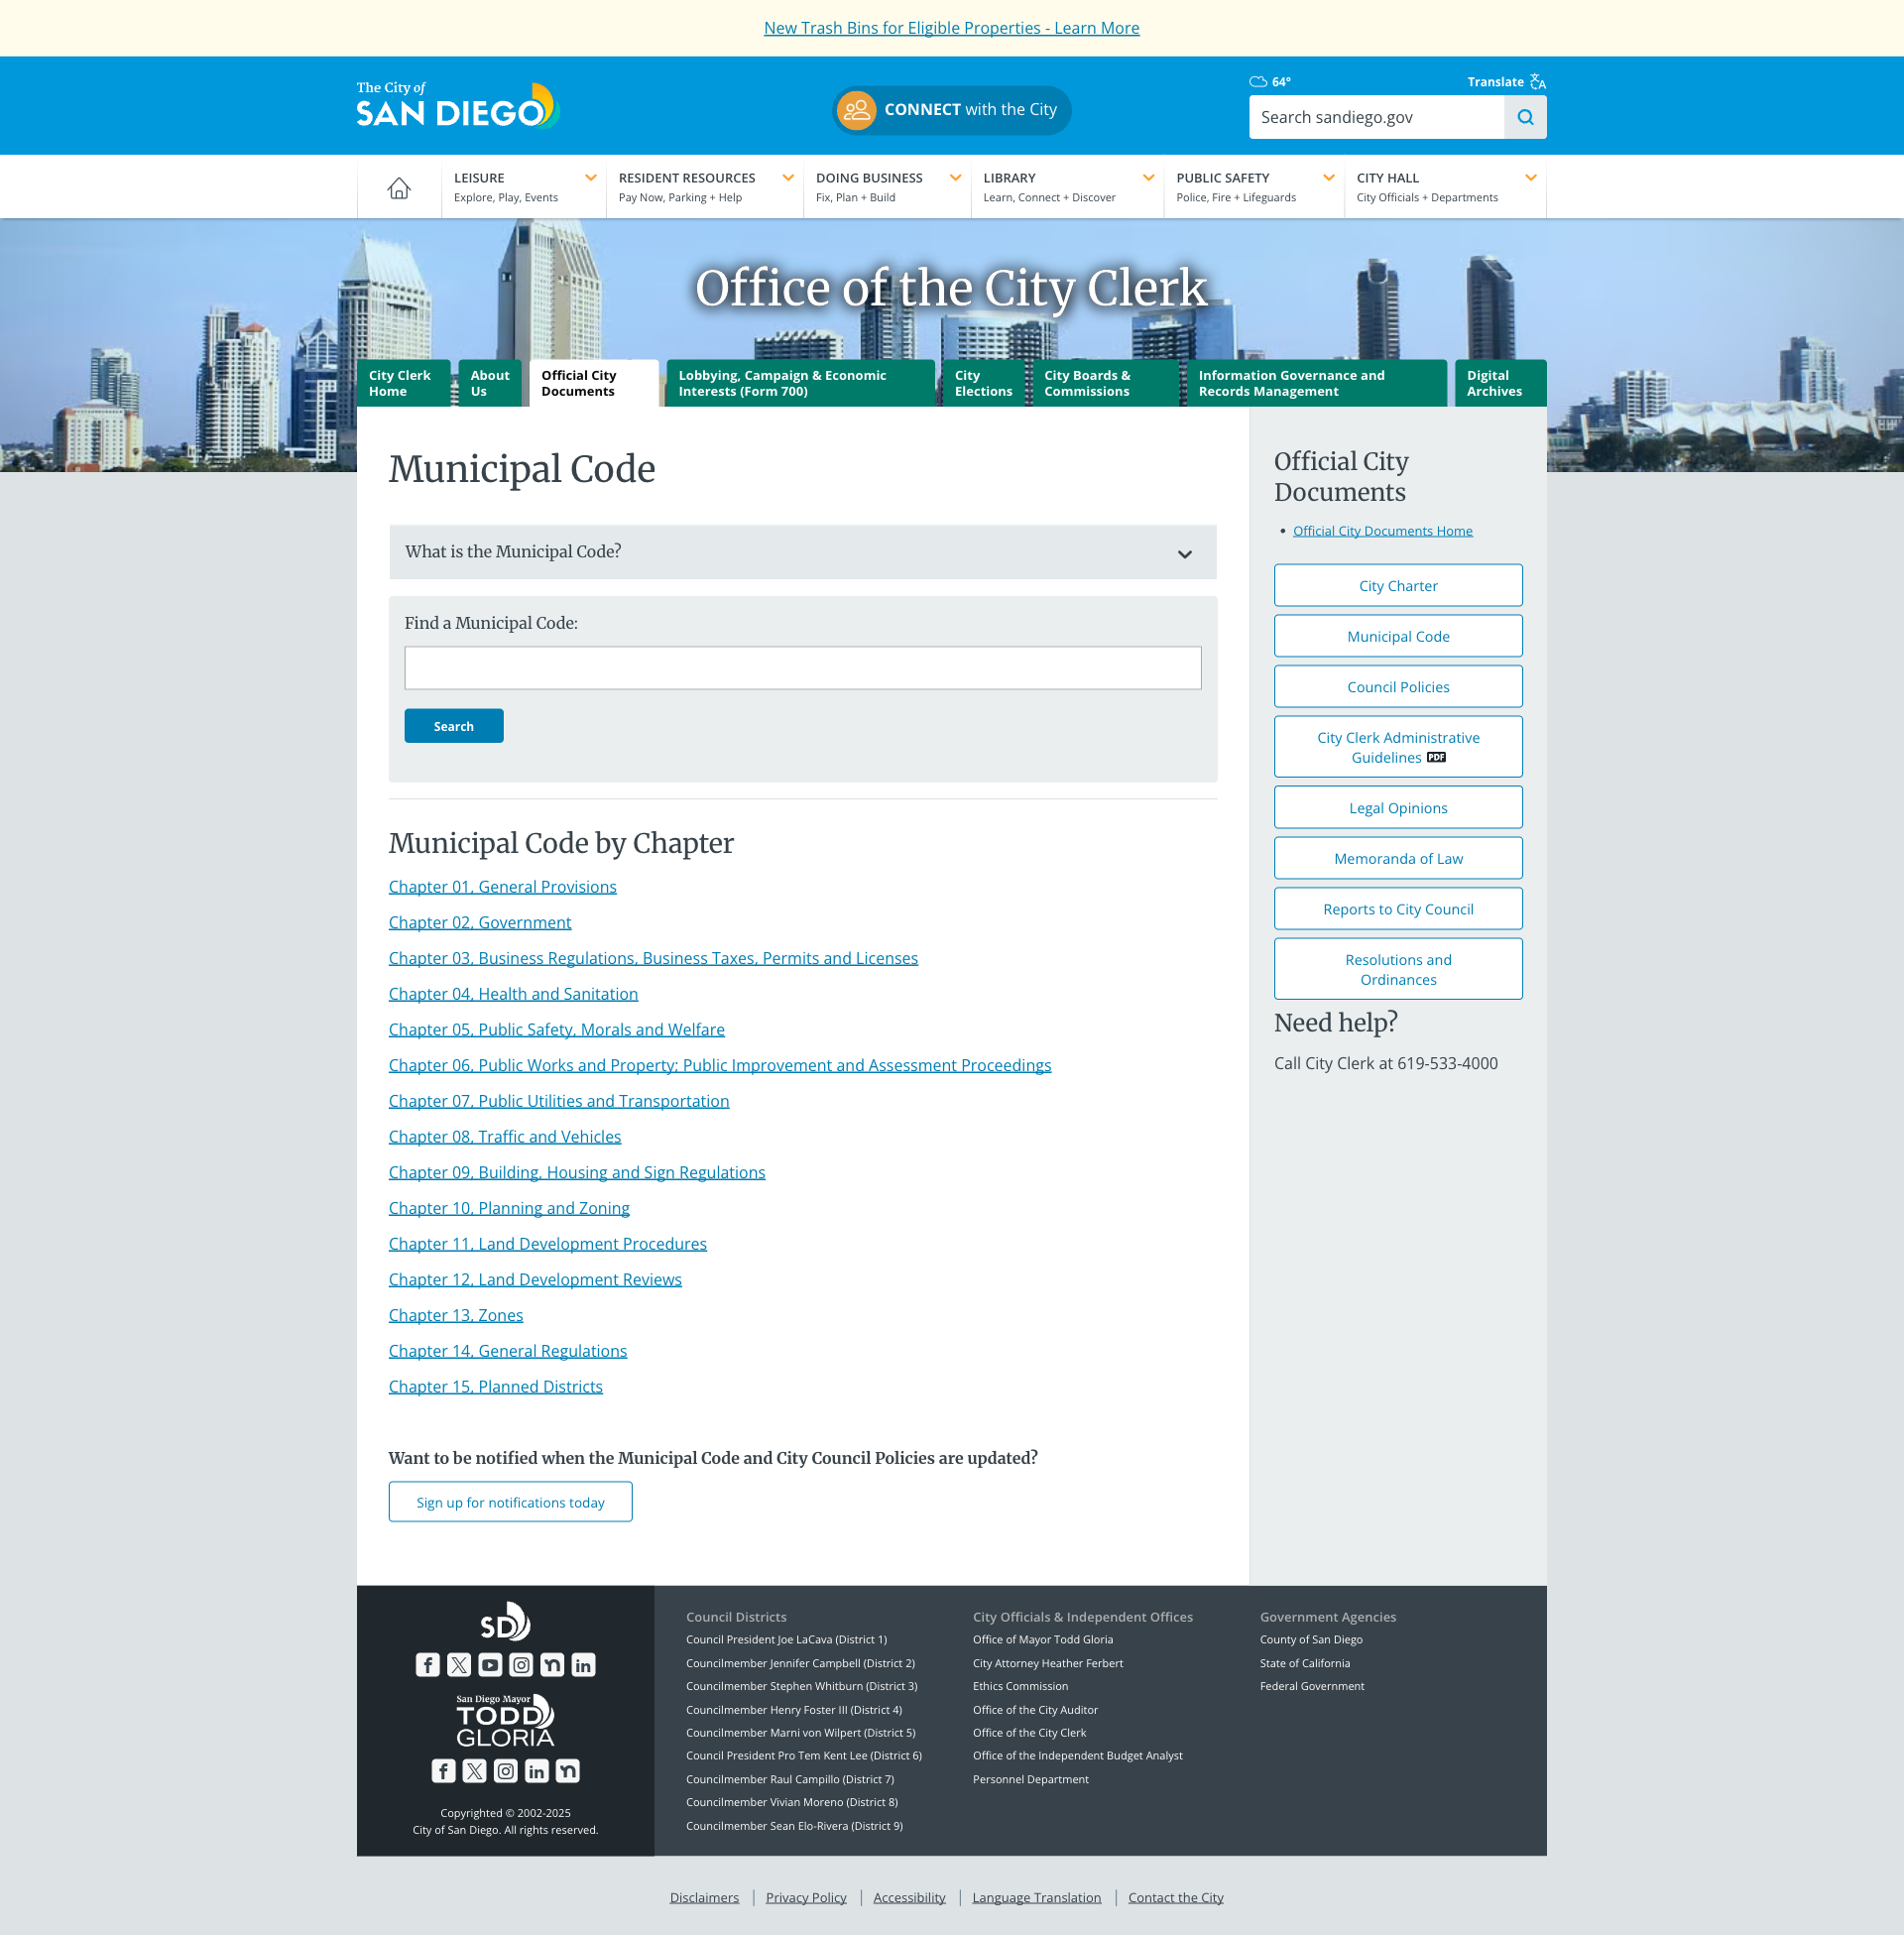 New Trash Bins for Eligible Properties - Learn More
The City of
SAN DIEGO
CONNECT with the City
64°
Translate
Search sandiego.gov
LEISURE
Explore, Play, Events
RESIDENT RESOURCES
Pay Now, Parking + Help
DOING BUSINESS
Fix, Plan + Build
LIBRARY
Learn, Connect + Discover
PUBLIC SAFETY
Police, Fire + Lifeguards
CITY HALL
City Officials + Departments
Office of the City Clerk
City Clerk
Home
About
Us
Official City
Documents
Lobbying, Campaign & Economic
Interests (Form 700)
City
Elections
City Boards &
Commissions
Information Governance and
Records Management
Digital
Archives
Municipal Code
What is the Municipal Code?
Find a Municipal Code:
Search
Municipal Code by Chapter
Chapter 01, General Provisions
Chapter 02, Government
Chapter 03, Business Regulations, Business Taxes, Permits and Licenses
Chapter 04, Health and Sanitation
Chapter 05, Public Safety, Morals and Welfare
Chapter 06, Public Works and Property; Public Improvement and Assessment Proceedings
Chapter 07, Public Utilities and Transportation
Chapter 08, Traffic and Vehicles
Chapter 09, Building, Housing and Sign Regulations
Chapter 10, Planning and Zoning
Chapter 11, Land Development Procedures
Chapter 12, Land Development Reviews
Chapter 13, Zones
Chapter 14, General Regulations
Chapter 15, Planned Districts
Want to be notified when the Municipal Code and City Council Policies are updated?
Sign up for notifications today
Official City
Documents
• Official City Documents Home
City Charter
Municipal Code
Council Policies
City Clerk Administrative
Guidelines PDF
Legal Opinions
Memoranda of Law
Reports to City Council
Resolutions and
Ordinances
Need help?
Call City Clerk at 619-533-4000
SD
San Diego Mayor
TODD
GLORIA
Copyrighted © 2002-2025
City of San Diego. All rights reserved.
Council Districts
Council President Joe LaCava (District 1)
Councilmember Jennifer Campbell (District 2)
Councilmember Stephen Whitburn (District 3)
Councilmember Henry Foster III (District 4)
Councilmember Marni von Wilpert (District 5)
Council President Pro Tem Kent Lee (District 6)
Councilmember Raul Campillo (District 7)
Councilmember Vivian Moreno (District 8)
Councilmember Sean Elo-Rivera (District 9)
City Officials & Independent Offices
Office of Mayor Todd Gloria
City Attorney Heather Ferbert
Ethics Commission
Office of the City Auditor
Office of the City Clerk
Office of the Independent Budget Analyst
Personnel Department
Government Agencies
County of San Diego
State of California
Federal Government
Disclaimers
Privacy Policy
Accessibility
Language Translation
Contact the City